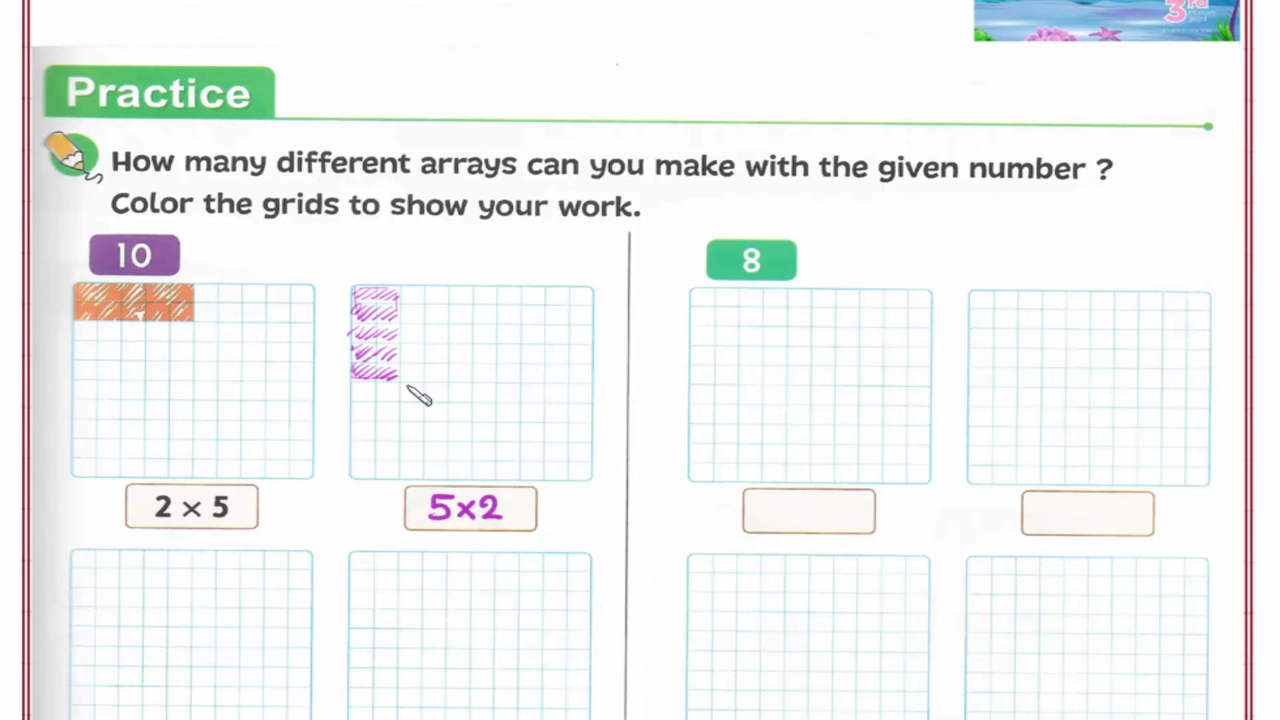 3rd
Practice
How many different arrays can you make with the given number ?
Color the grids to show your work.
10
8
2 × 5
5×2